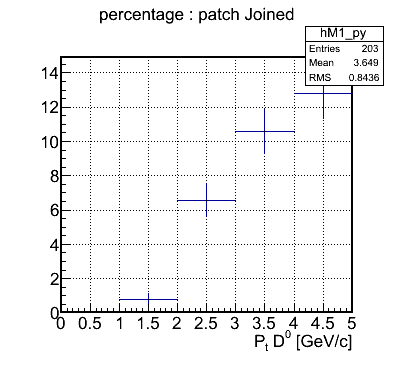 percentage : patch Joined
hM1_py
Entries 203
Mean 3.649
RMS 0.8436
14
12
10
8
6
4
2
0
0 0.5 1 1.5 2 2.5 3 3.5 4 4.5 5
Pt D0 [GeV/c]